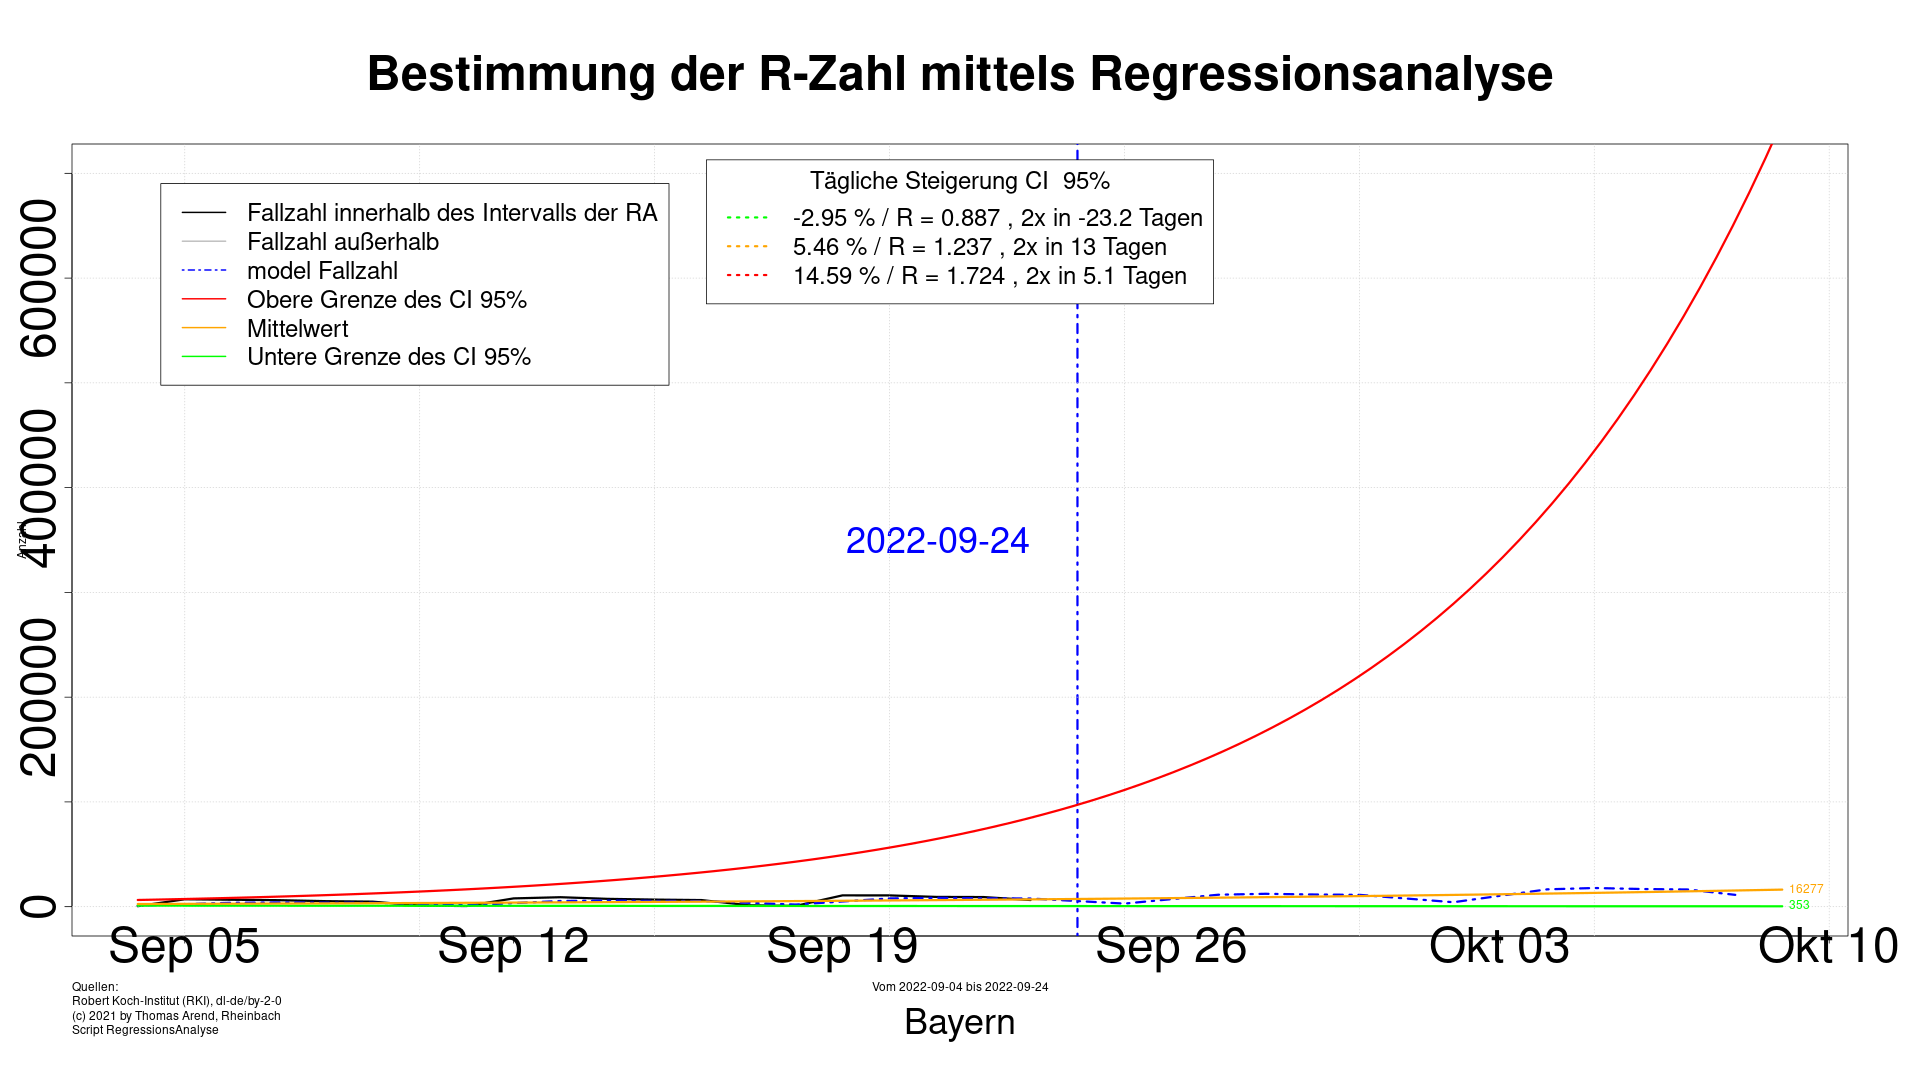 Bestimmung der R-Zahl mittels Regressionsanalyse
Fallzahl innerhalb des Intervalls der RA
Fallzahl außerhalb
model Fallzahl
Obere Grenze des CI 95%
Mittelwert
Untere Grenze des CI 95%
Tägliche Steigerung CI  95%
-2.95 % / R = 0.887 , 2x in -23.2 Tagen
5.46 % / R = 1.237 , 2x in 13 Tagen
14.59 % / R = 1.724 , 2x in 5.1 Tagen
600000
400000
200000
0
Anzahl
2022-09-24
16277
353
Sep 05 Sep 12 Sep 19 Sep 26 Okt 03 Okt 10
Quellen:
Robert Koch-Institut (RKI), dl-de/by-2-0
(c) 2021 by Thomas Arend, Rheinbach
Script RegressionsAnalyse
Vom 2022-09-04 bis 2022-09-24
Bayern